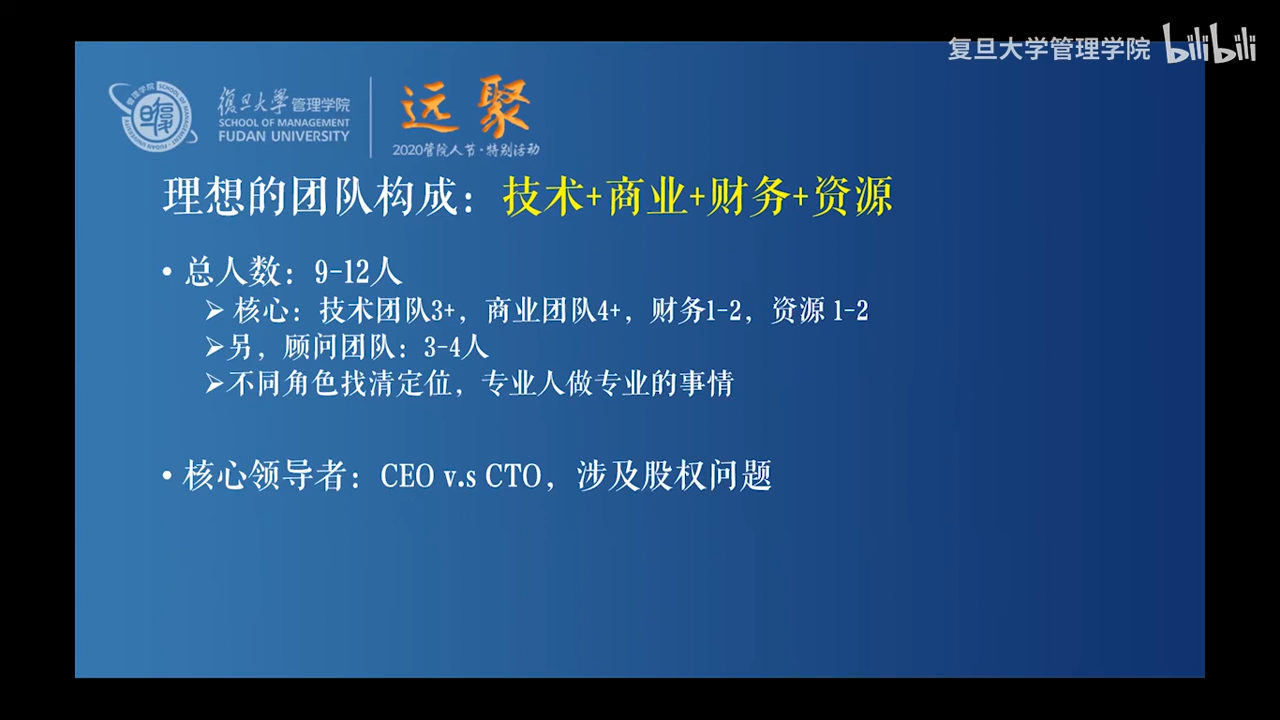 复旦大学管理学院 bilibili
復旦大學管理学院
SCHOOL OF MANAGEMENT
FUDAN UNIVERSITY
远聚
2020管院人节·特别活动
理想的团队构成：技术+商业+财务+资源
• 总人数：9-12人
➢ 核心：技术团队3+，商业团队4+，财务1-2，资源 1-2
➢另，顾问团队：3-4人
➢不同角色找清定位，专业人做专业的事情
• 核心领导者：CEO v.s CTO，涉及股权问题